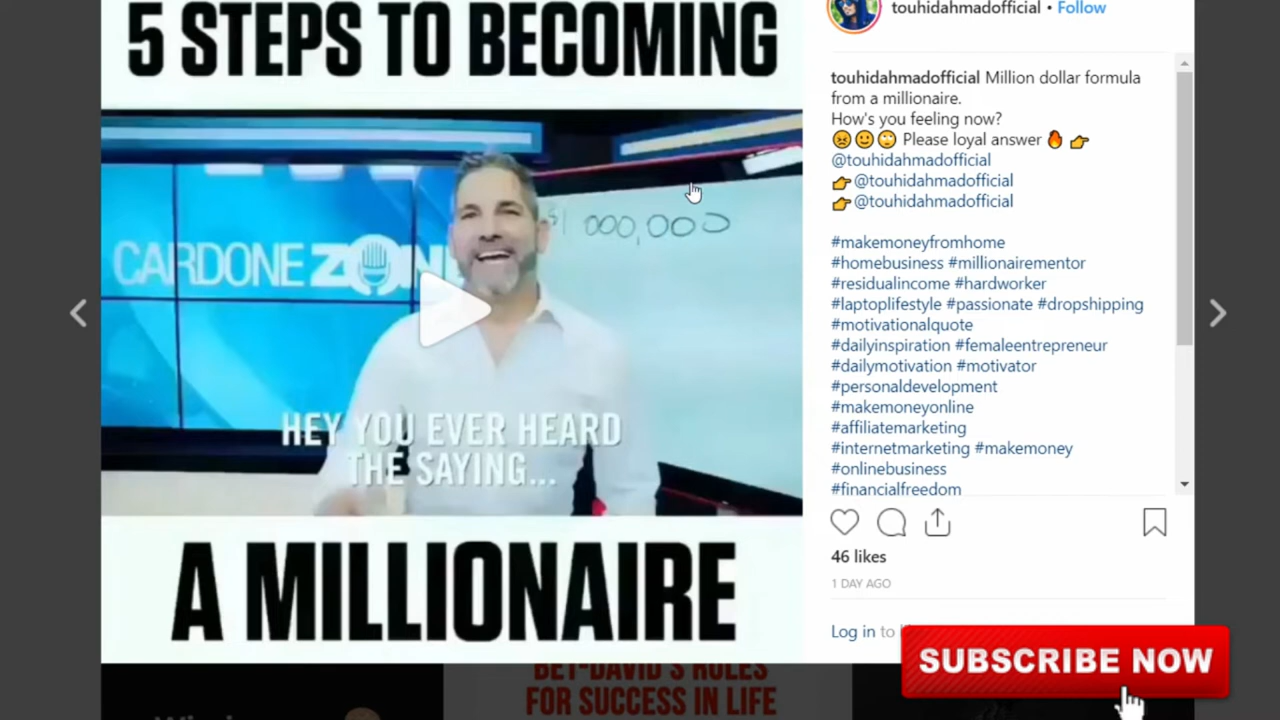 5 STEPS TO BECOMING
CARDONE ZONE
$1 000,000
HEY YOU EVER HEARD
THE SAYING...
A MILLIONAIRE
touhidahmadofficial • Follow
touhidahmadofficial Million dollar formula
from a millionaire.
How's you feeling now?
😣🙂🙄 Please loyal answer 🔥 👉
@touhidahmadofficial
👉@touhidahmadofficial
👉@touhidahmadofficial
#makemoneyfromhome
#homebusiness #millionairementor
#residualincome #hardworker
#laptoplifestyle #passionate #dropshipping
#motivationalquote
#dailyinspiration #femaleentrepreneur
#dailymotivation #motivator
#personaldevelopment
#makemoneyonline
#affiliatemarketing
#internetmarketing #makemoney
#onlinebusiness
#financialfreedom
46 likes
1 DAY AGO
Log in to
SUBSCRIBE NOW
BET-DAVID'S RULES
FOR SUCCESS IN LIFE